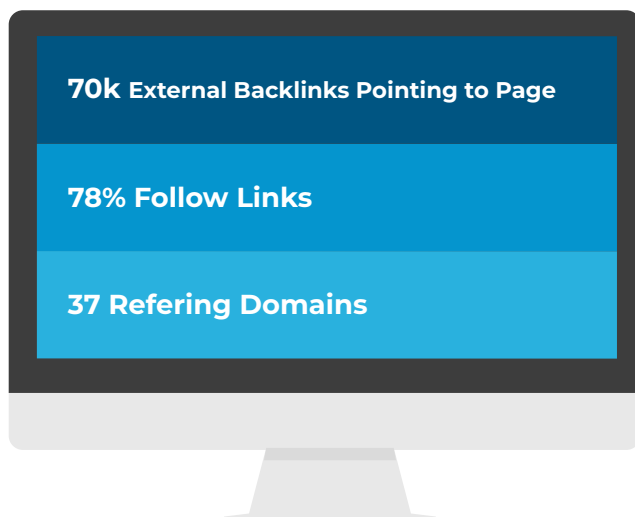 70k External Backlinks Pointing to Page
78% Follow Links
37 Refering Domains